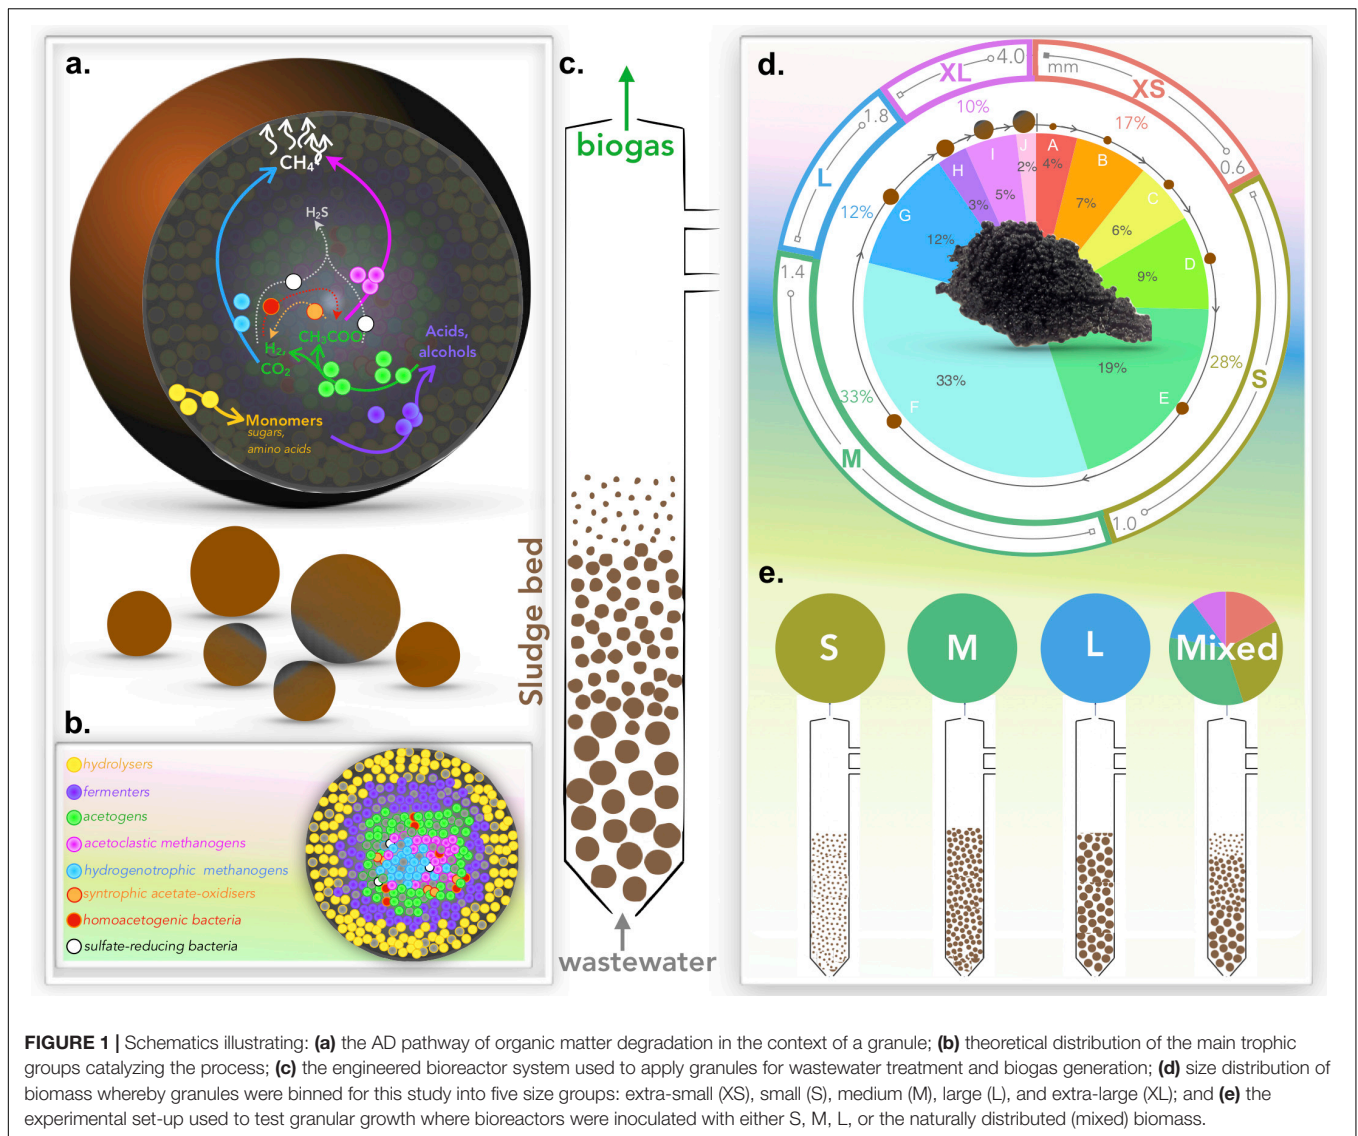 a.
CH4
H2S
CH3COO
H2,
CO2
Acids,
alcohols
Monomers
sugars,
amino acids
b.
hydrolysers
fermenters
acetogens
acetoclastic methanogens
hydrogenotrophic methanogens
syntrophic acetate-oxidisers
homoacetogenic bacteria
sulfate-reducing bacteria
c.
biogas
Sludge bed
wastewater
d.
XL
4.0
mm
XS
10%
17%
0.6
1.8
L
12%
1.4
33%
M
28%
S
1.0
A
4%
B
7%
C
6%
D
9%
E
19%
F
33%
G
12%
H
3%
I
5%
J
2%
e.
S
M
L
Mixed
FIGURE 1 | Schematics illustrating: (a) the AD pathway of organic matter degradation in the context of a granule; (b) theoretical distribution of the main trophic
groups catalyzing the process; (c) the engineered bioreactor system used to apply granules for wastewater treatment and biogas generation; (d) size distribution of
biomass whereby granules were binned for this study into five size groups: extra-small (XS), small (S), medium (M), large (L), and extra-large (XL); and (e) the
experimental set-up used to test granular growth where bioreactors were inoculated with either S, M, L, or the naturally distributed (mixed) biomass.